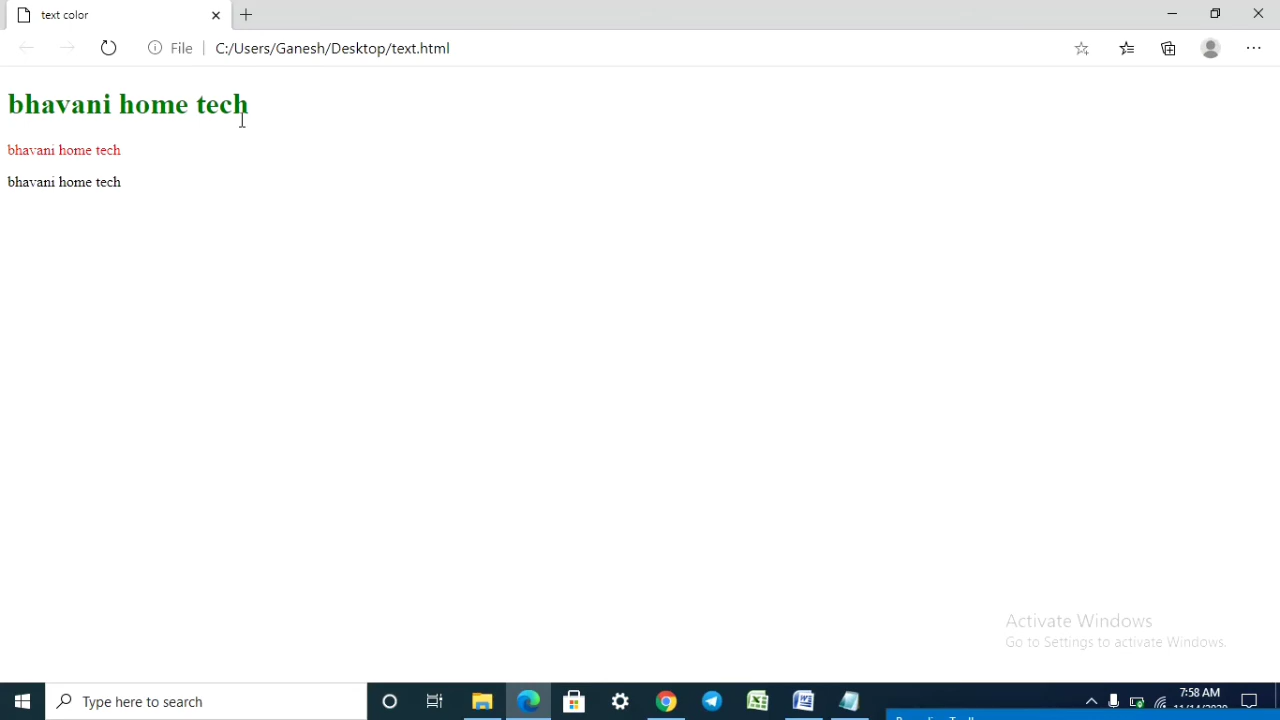 text color
File
C:/Users/Ganesh/Desktop/text.html
bhavani home tech
bhavani home tech
bhavani home tech
Activate Windows
Go to Settings to activate Windows.
Type here to search
7:58 AM